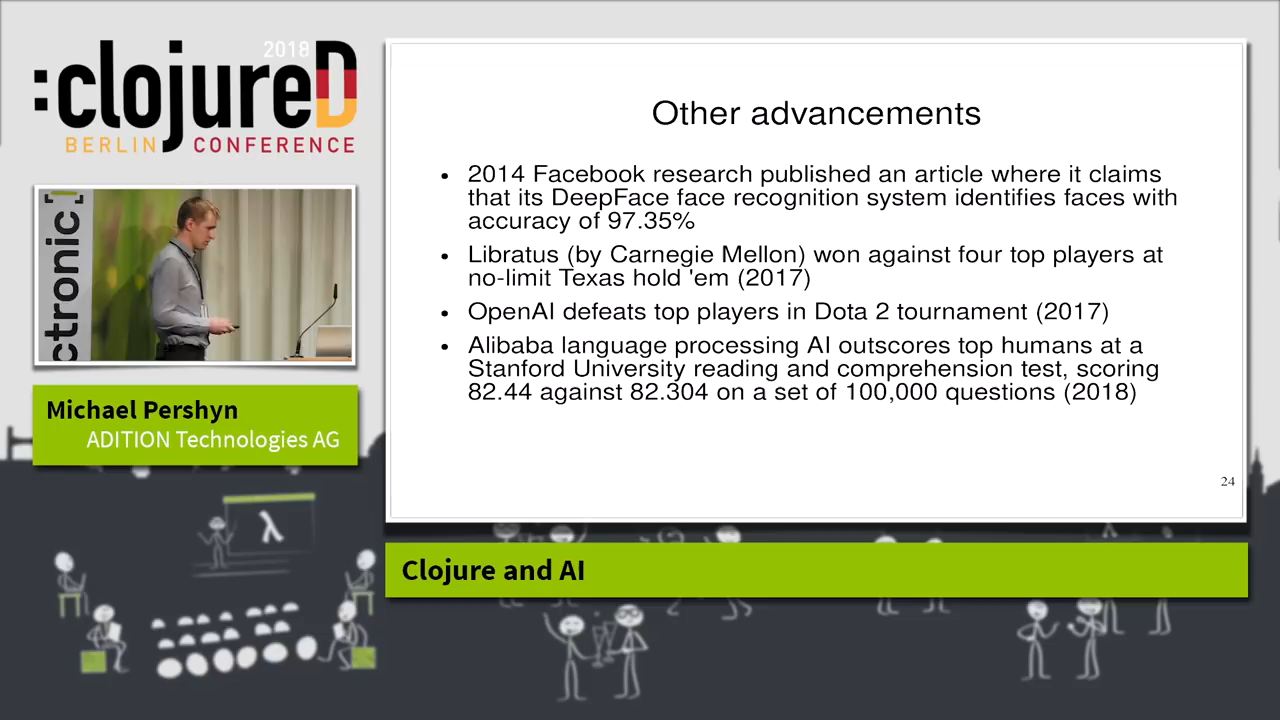 2018
:clojureD
BERLIN CONFERENCE
ctronic]
Michael Pershyn
ADITION Technologies AG
λ
Other advancements
• 2014 Facebook research published an article where it claims
that its DeepFace face recognition system identifies faces with
accuracy of 97.35%
• Libratus (by Carnegie Mellon) won against four top players at
no-limit Texas hold 'em (2017)
• OpenAI defeats top players in Dota 2 tournament (2017)
• Alibaba language processing AI outscores top humans at a
Stanford University reading and comprehension test, scoring
82.44 against 82.304 on a set of 100,000 questions (2018)
24
Clojure and AI